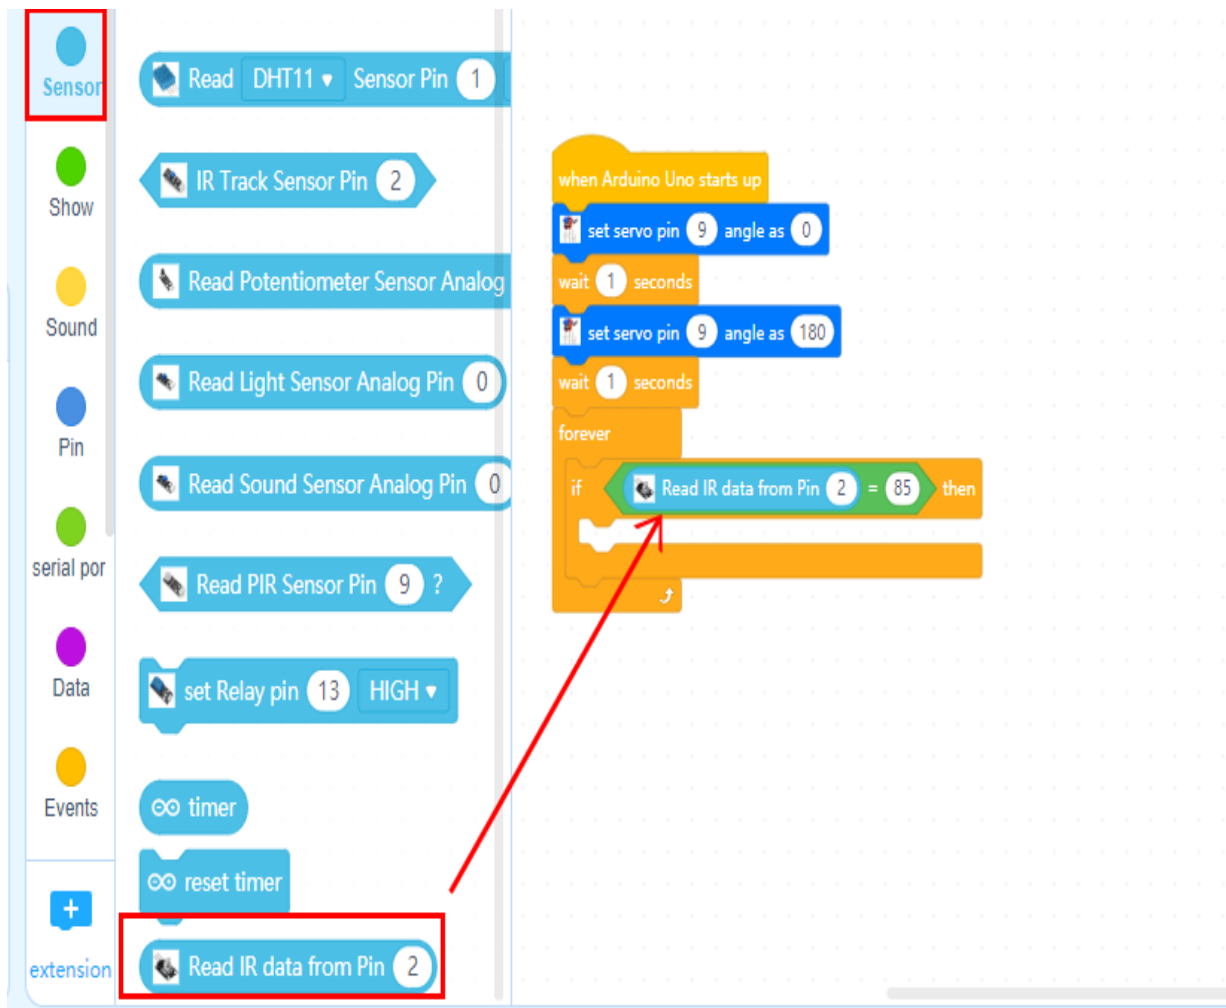 Sensor
Show
Sound
Pin
serial por
Data
Events
extension
Read DHT11 Sensor Pin 1
IR Track Sensor Pin 2
Read Potentiometer Sensor Analog
Read Light Sensor Analog Pin 0
Read Sound Sensor Analog Pin 0
Read PIR Sensor Pin 9 ?
set Relay pin 13 HIGH
timer
reset timer
Read IR data from Pin 2
when Arduino Uno starts up
set servo pin 9 angle as 0
wait 1 seconds
set servo pin 9 angle as 180
wait 1 seconds
forever
if Read IR data from Pin 2 = 85 then